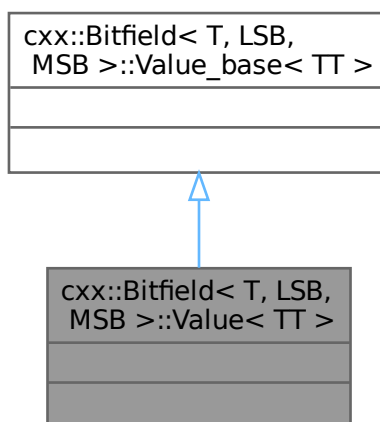 cxx::Bitfield< T, LSB,
MSB >::Value_base< TT >
cxx::Bitfield< T, LSB,
MSB >::Value< TT >